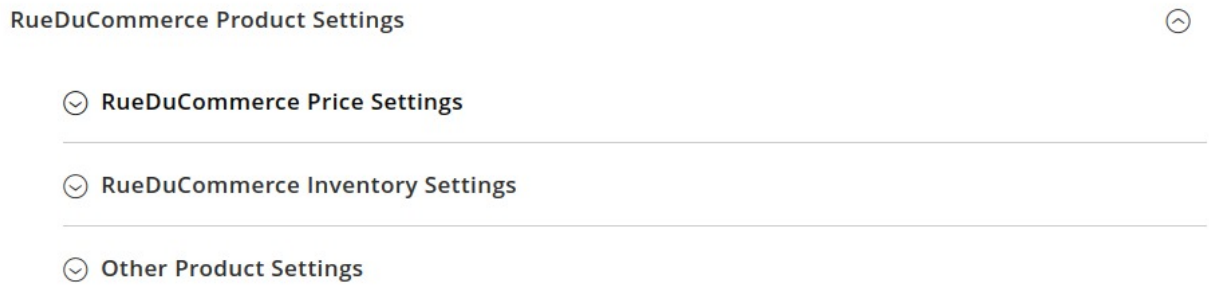 RueDuCommerce Product Settings
RueDuCommerce Price Settings
RueDuCommerce Inventory Settings
Other Product Settings